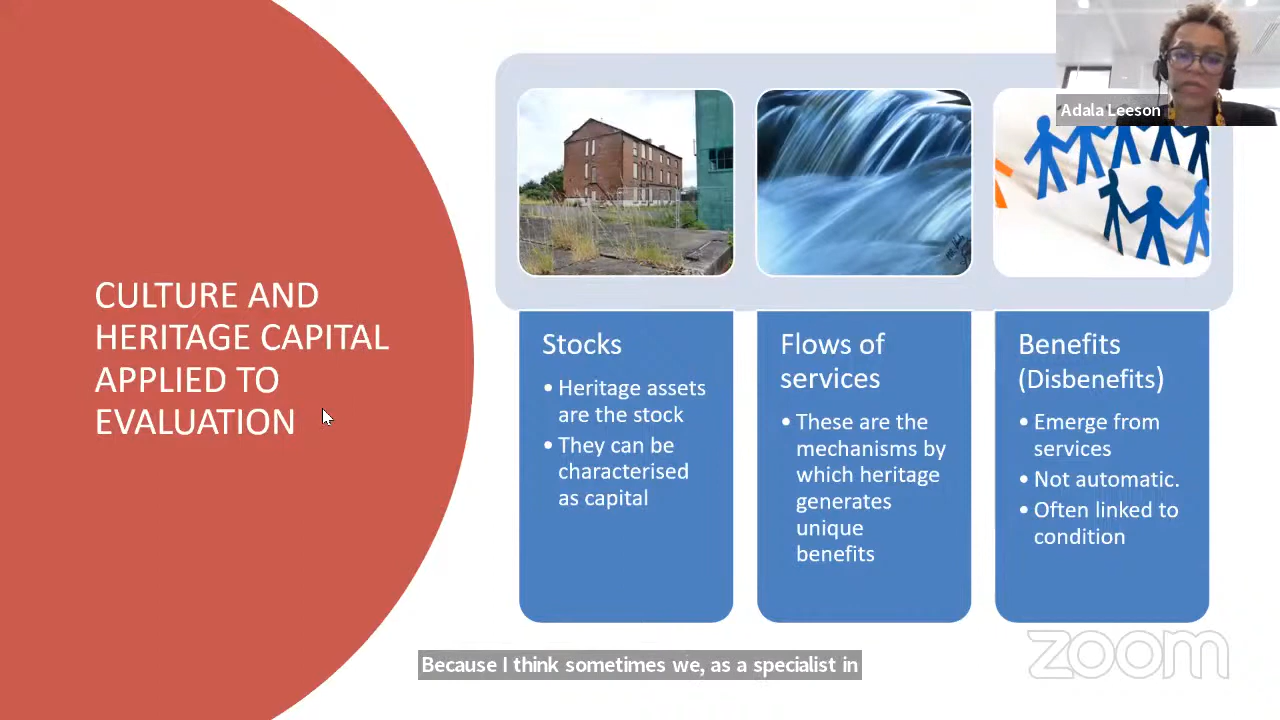 Adala Leeson
CULTURE AND
HERITAGE CAPITAL
APPLIED TO
EVALUATION
Stocks
• Heritage assets
are the stock
• They can be
characterised
as capital
Flows of
services
• These are the
mechanisms by
which heritage
generates
unique
benefits
Benefits
(Disbenefits)
• Emerge from
services
• Not automatic.
• Often linked to
condition
Because I think sometimes we, as a specialist in
zoom